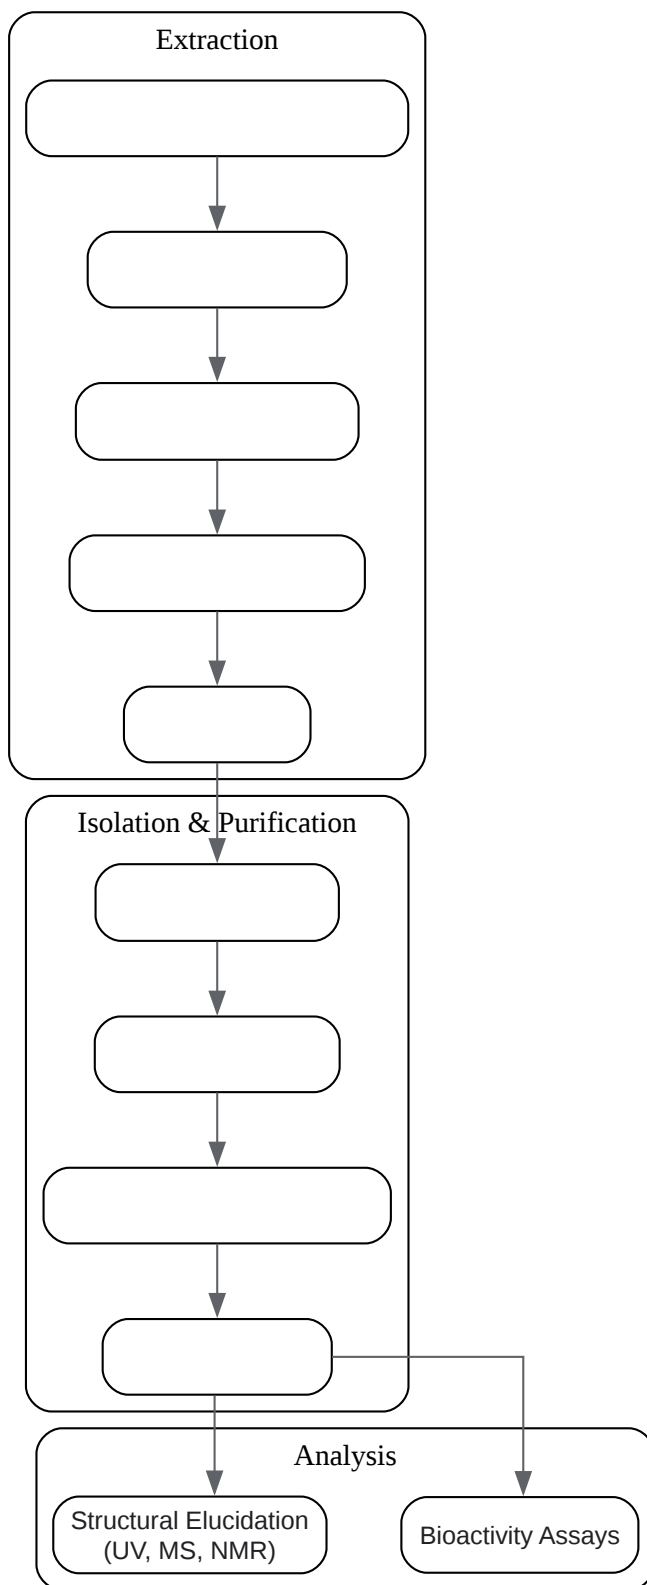 Extraction
Isolation & Purification
Analysis
Structural Elucidation
(UV, MS, NMR)
Bioactivity Assays